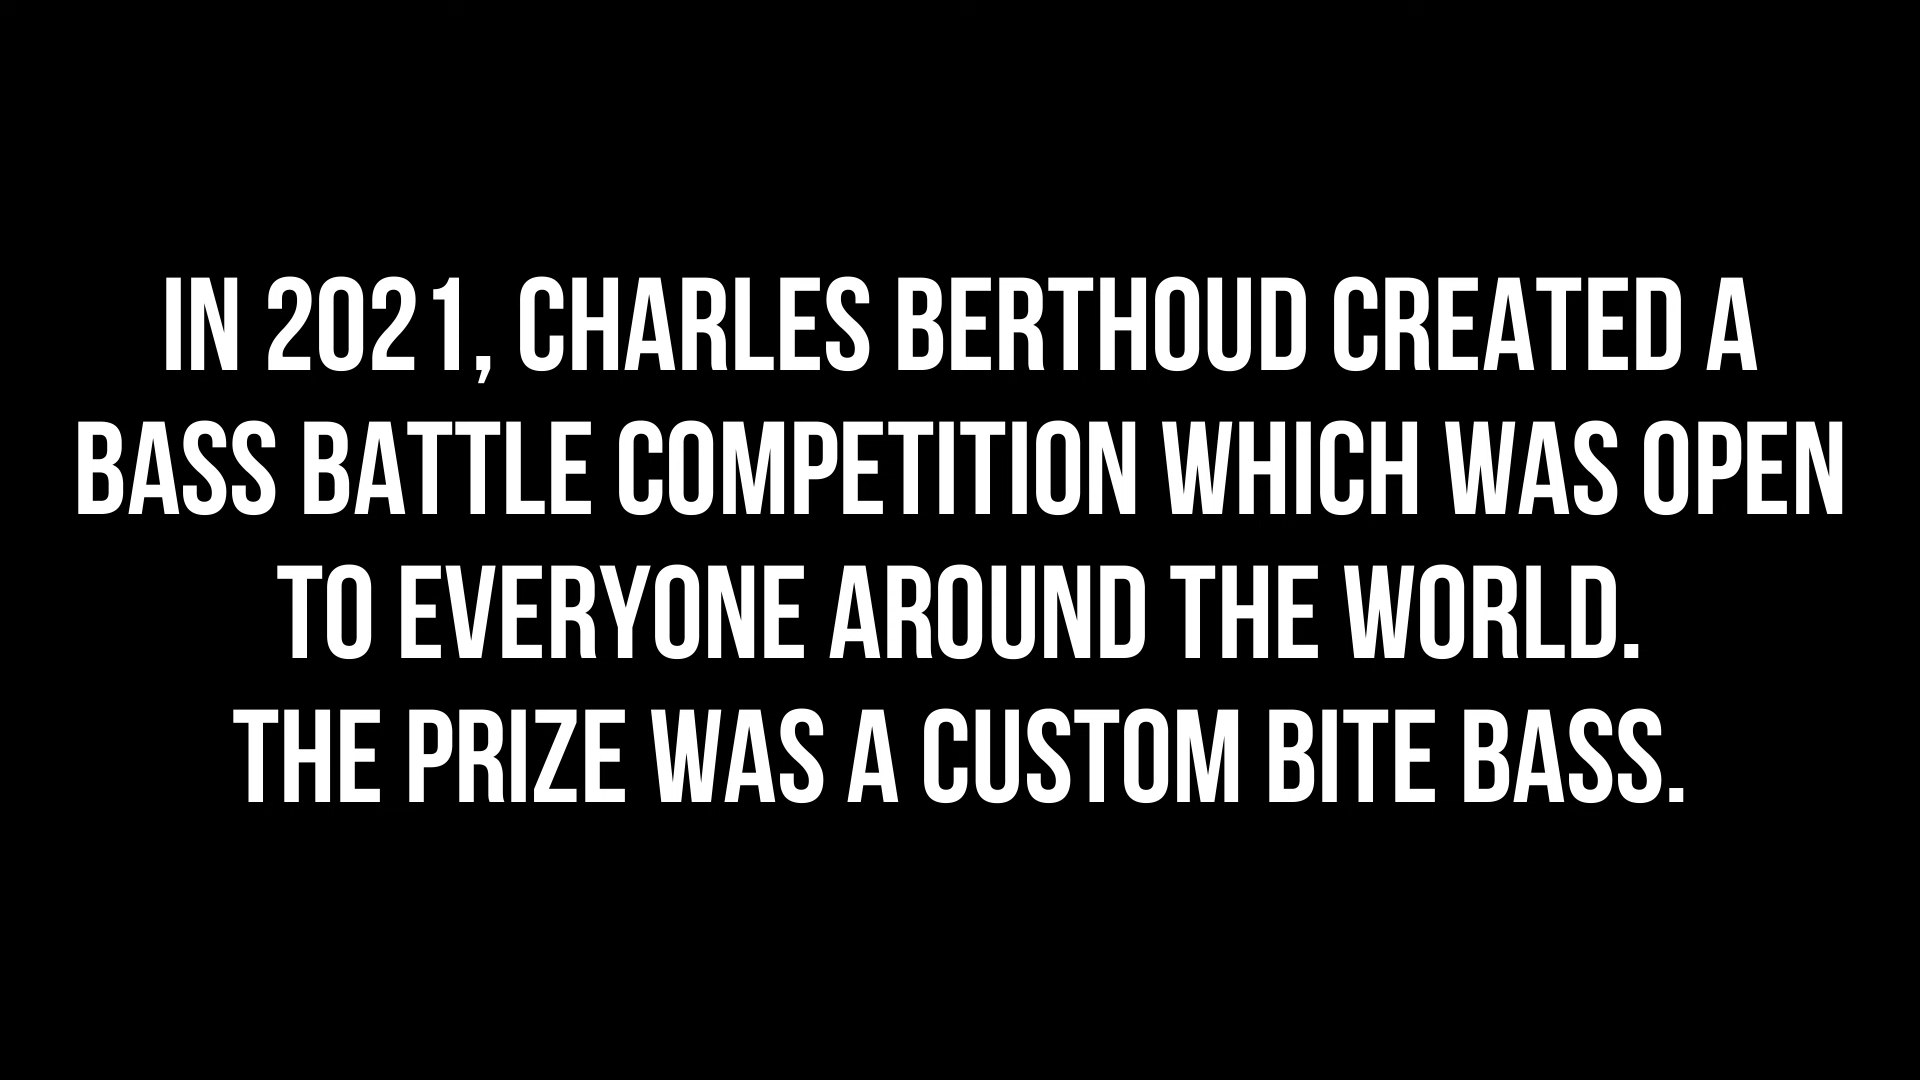 IN 2021, CHARLES BERTHOUD CREATED A
BASS BATTLE COMPETITION WHICH WAS OPEN
TO EVERYONE AROUND THE WORLD.
THE PRIZE WAS A CUSTOM BITE BASS.